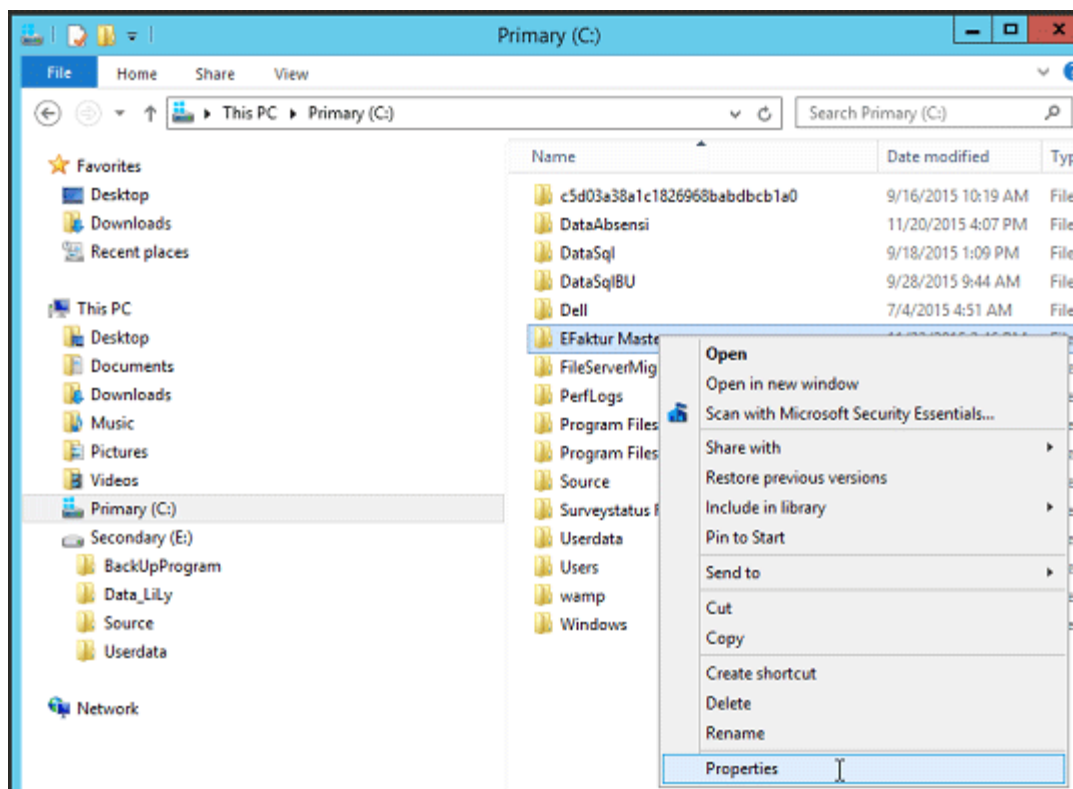 Primary (C:)
File Home Share View
This PC Primary (C:) Search Primary (C:)
Favorites
Desktop
Downloads
Recent places
This PC
Desktop
Documents
Downloads
Music
Pictures
Videos
Primary (C:)
Secondary (E:)
BackUpProgram
Data_LiLy
Source
Userdata
Network
Name Date modified
c5d03a38a1c1826968babdbcb1a0 9/16/2015 10:19 AM File
DataAbsensi 11/20/2015 4:07 PM File
DataSql 9/18/2015 1:09 PM File
DataSqlBU 9/28/2015 9:44 AM File
Dell 7/4/2015 4:51 AM File
EFaktur Maste
FileServerMig
PerfLogs
Program Files
Program Files
Source
Surveystatus
Userdata
Users
wamp
Windows
Open
Open in new window
Scan with Microsoft Security Essentials...
Share with
Restore previous versions
Include in library
Pin to Start
Send to
Cut
Copy
Create shortcut
Delete
Rename
Properties